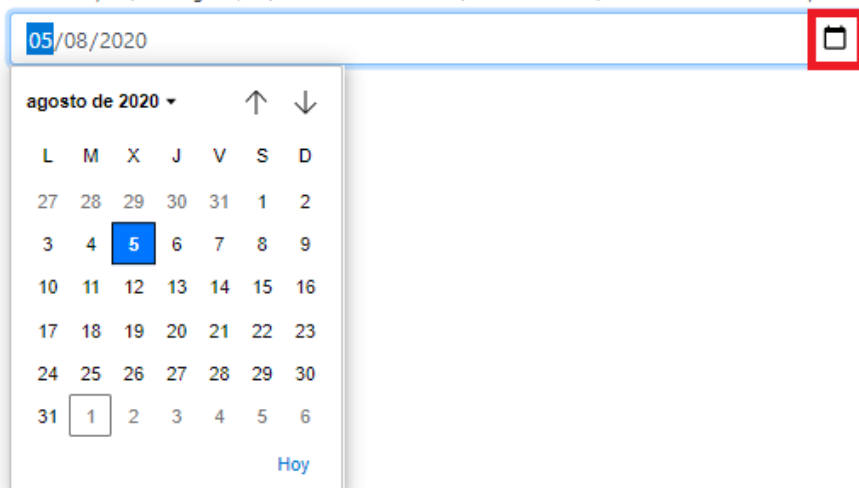 05/08/2020
agosto de 2020
L M X J V S D
27 28 29 30 31 1 2
3 4 5 6 7 8 9
10 11 12 13 14 15 16
17 18 19 20 21 22 23
24 25 26 27 28 29 30
31 1 2 3 4 5 6
Hoy